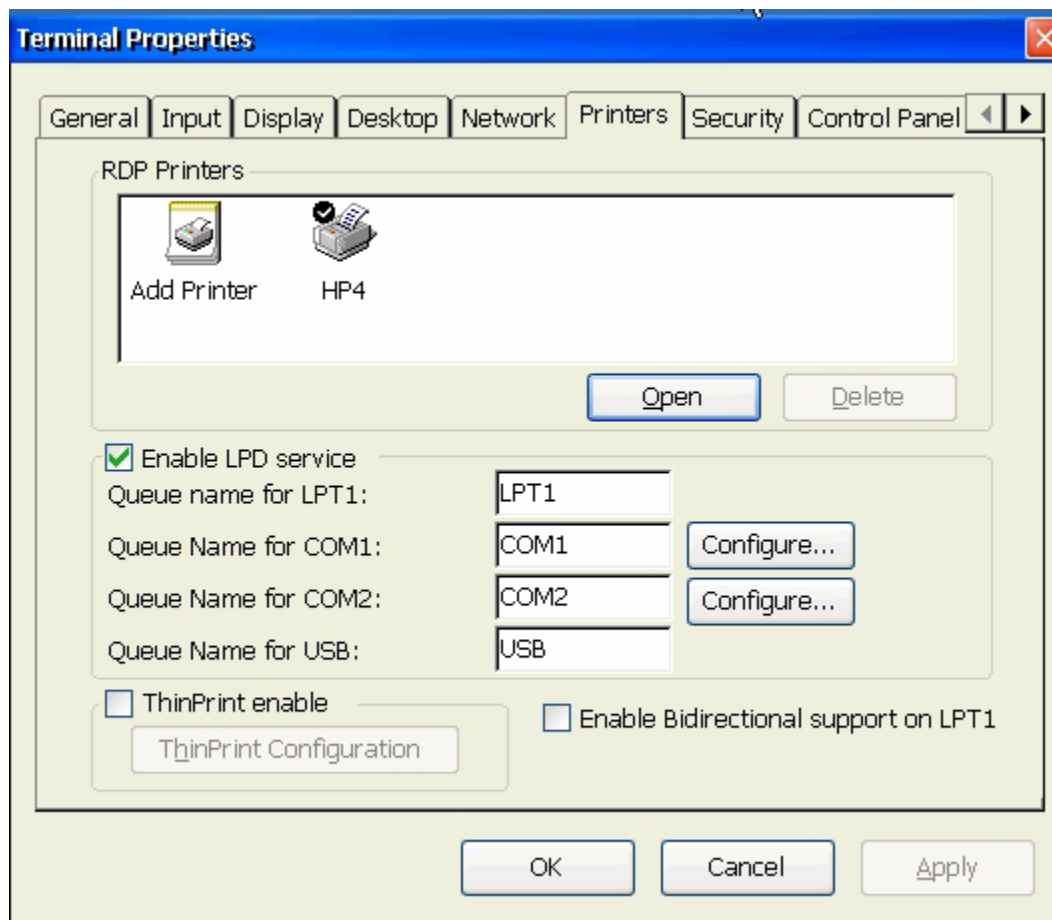 Terminal Properties
General Input Display Desktop Network Printers Security Control Panel
RDP Printers
Add Printer HP4
Open Delete
Enable LPD service
Queue name for LPT1: LPT1
Queue Name for COM1: COM1 Configure...
Queue Name for COM2: COM2 Configure...
Queue Name for USB: USB
ThinPrint enable
Enable Bidirectional support on LPT1
ThinPrint Configuration
OK Cancel Apply